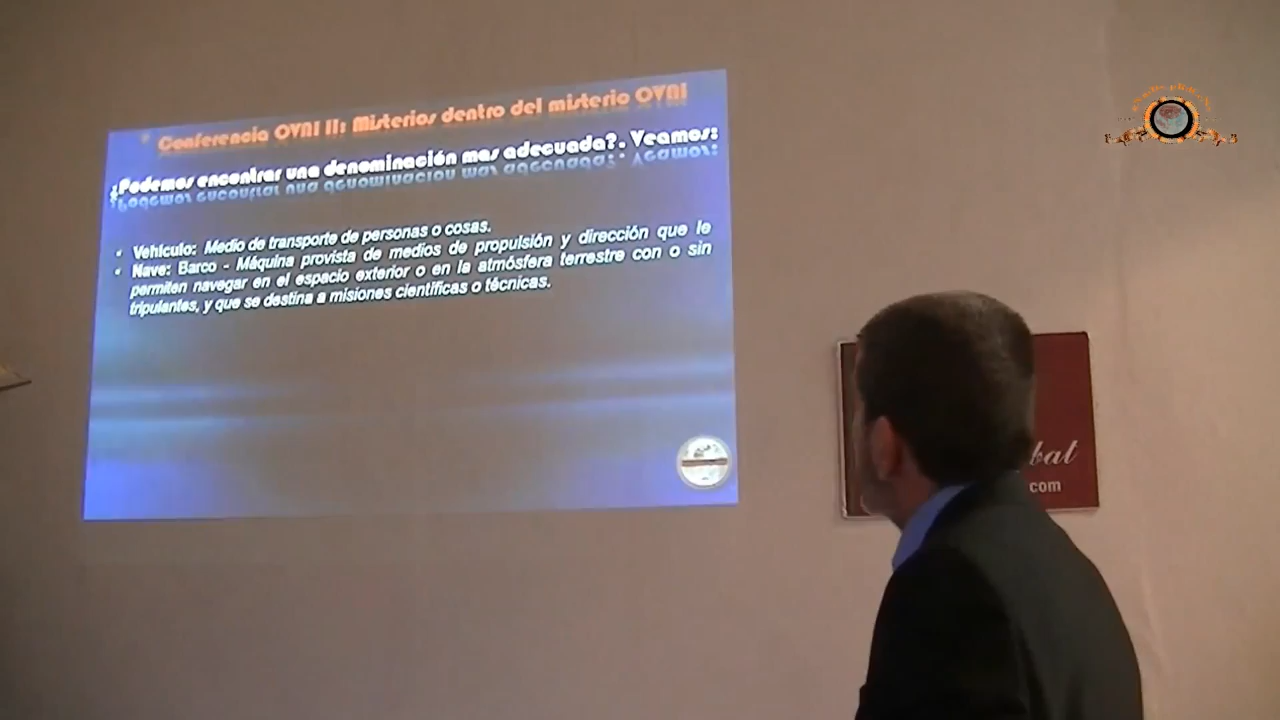 Conferencia OVNI II: Misterios dentro del misterio OVNI
¿Podemos encontrar una denominación mas adecuada?. Veamos:
• Vehículo: Medio de transporte de personas o cosas.
• Nave: Barco - Máquina provista de medios de propulsión y dirección que le
permiten navegar en el espacio exterior o en la atmósfera terrestre con o sin
tripulantes, y que se destina a misiones científicas o técnicas.
bal
.com